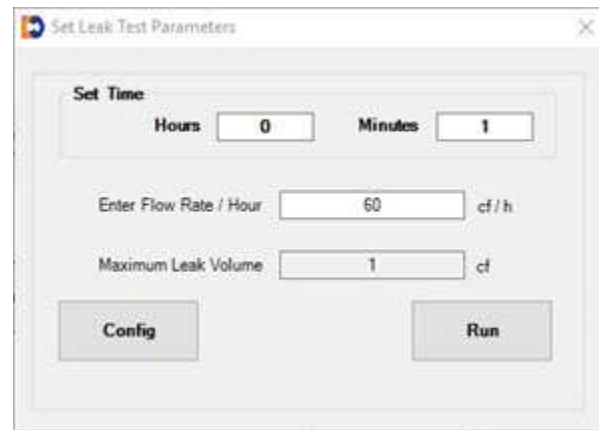 Set Leak Test Parameters
Set Time
Hours 0 Minutes 1
Enter Flow Rate / Hour 60 cf / h
Maximum Leak Volume 1 cf
Config Run